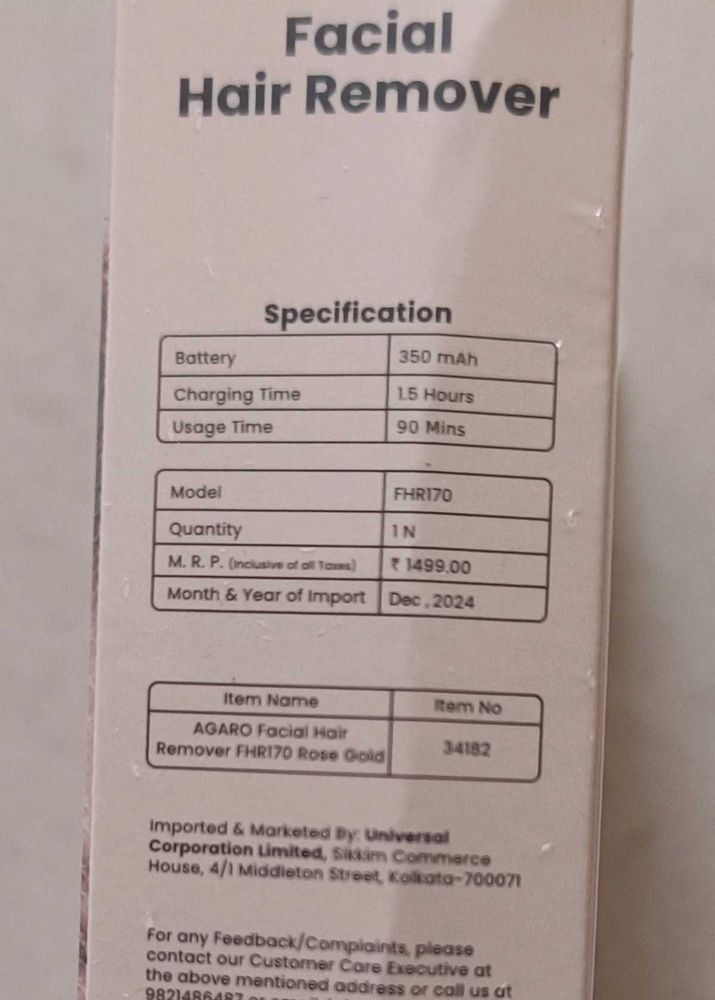 Facial
Hair Remover
Specification
Battery 350 mAh
Charging Time 1.5 Hours
Usage Time 90 Mins
Model FHR170
Quantity 1 N
M. R. P. (Inclusive of all Taxes) ₹ 1499.00
Month & Year of Import Dec , 2024
Item Name Item No
AGARO Facial Hair
Remover FHR170 Rose Gold 34182
Imported & Marketed By: Universal
Corporation Limited, Sikkim Commerce
House, 4/1 Middleton Street, Kolkata-700071
For any Feedback/Complaints, please
contact our Customer Care Executive at
the above mentioned address or call us at
9821486487 or